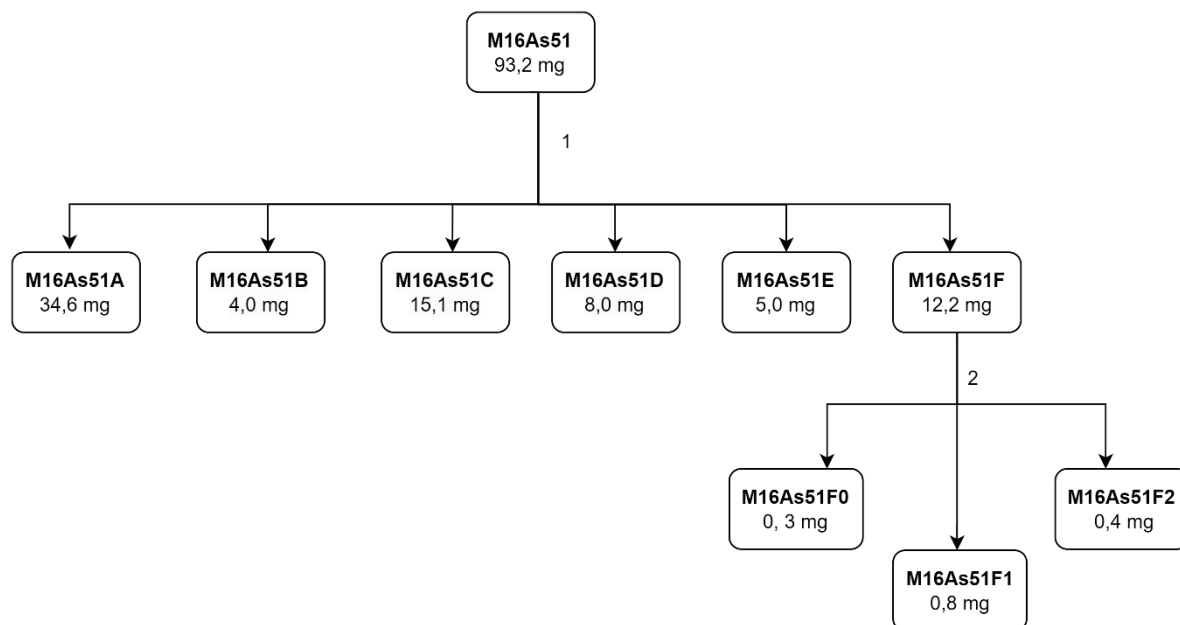 M16As51
93,2 mg
1
M16As51A
34,6 mg
M16As51B
4,0 mg
M16As51C
15,1 mg
M16As51D
8,0 mg
M16As51E
5,0 mg
M16As51F
12,2 mg
2
M16As51F0
0, 3 mg
M16As51F1
0,8 mg
M16As51F2
0,4 mg